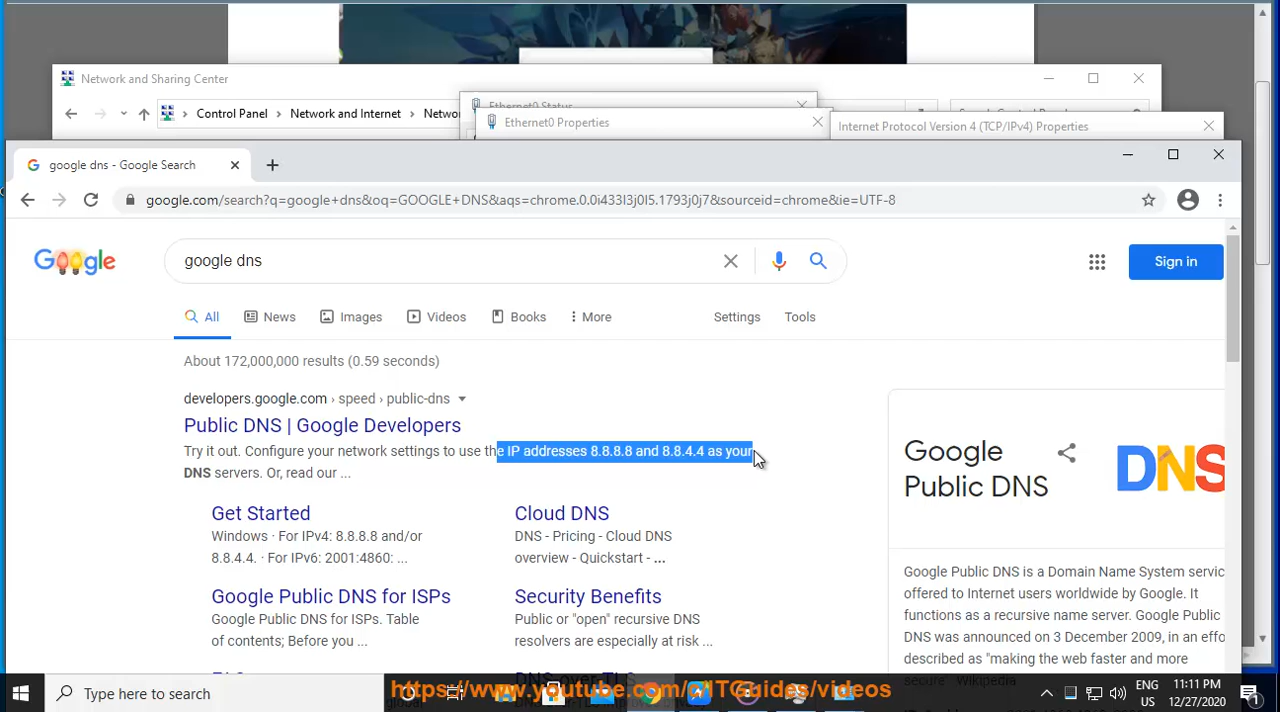 Network and Sharing Center
Control Panel > Network and Internet > Netwo
Ethernet0 Status
Ethernet0 Properties
Internet Protocol Version 4 (TCP/IPv4) Properties
google dns - Google Search
google.com/search?q=google+dns&oq=GOOGLE+DNS&aqs=chrome.0.0i433l3j0l5.1793j0j7&sourceid=chrome&ie=UTF-8
Google
google dns
Sign in
All News Images Videos Books More Settings Tools
About 172,000,000 results (0.59 seconds)
developers.google.com › speed › public-dns
Public DNS | Google Developers
Try it out. Configure your network settings to use the IP addresses 8.8.8.8 and 8.8.4.4 as your
DNS servers. Or, read our ...
Get Started
Windows · For IPv4: 8.8.8.8 and/or
8.8.4.4. · For IPv6: 2001:4860: ...
Cloud DNS
DNS - Pricing - Cloud DNS
overview - Quickstart - ...
Google Public DNS for ISPs
Google Public DNS for ISPs. Table
of contents; Before you ...
Security Benefits
Public or "open" recursive DNS
resolvers are especially at risk ...
DNS-over-TLS
Google
Public DNS
DNS
Google Public DNS is a Domain Name System servic
offered to Internet users worldwide by Google. It
functions as a recursive name server. Google Public
DNS was announced on 3 December 2009, in an effo
described as "making the web faster and more
secure" Wikipedia
Type here to search
https://www.youtube.com/c/ITGuides/videos
ENG
US
11:11 PM
12/27/2020
1